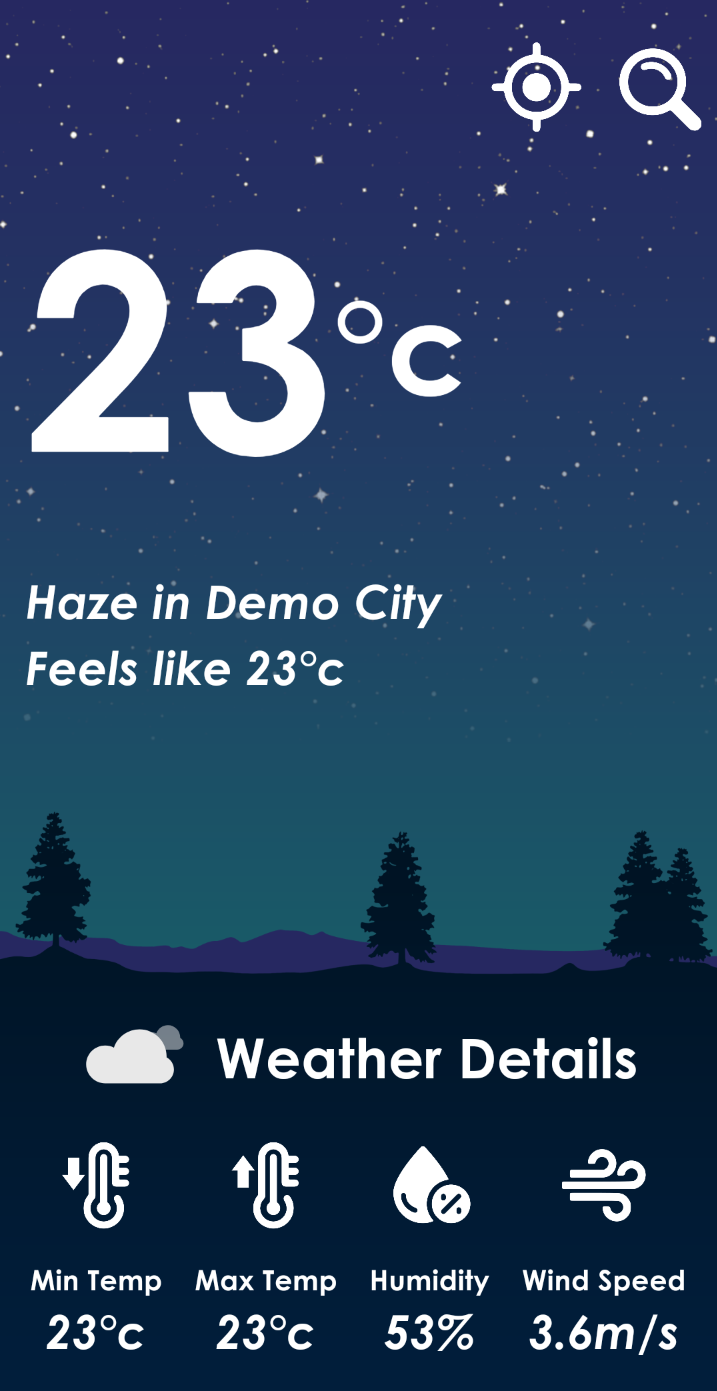 23°c
Haze in Demo City
Feels like 23°c
Weather Details
Min Temp Max Temp Humidity Wind Speed
23°c 23°c 53% 3.6m/s